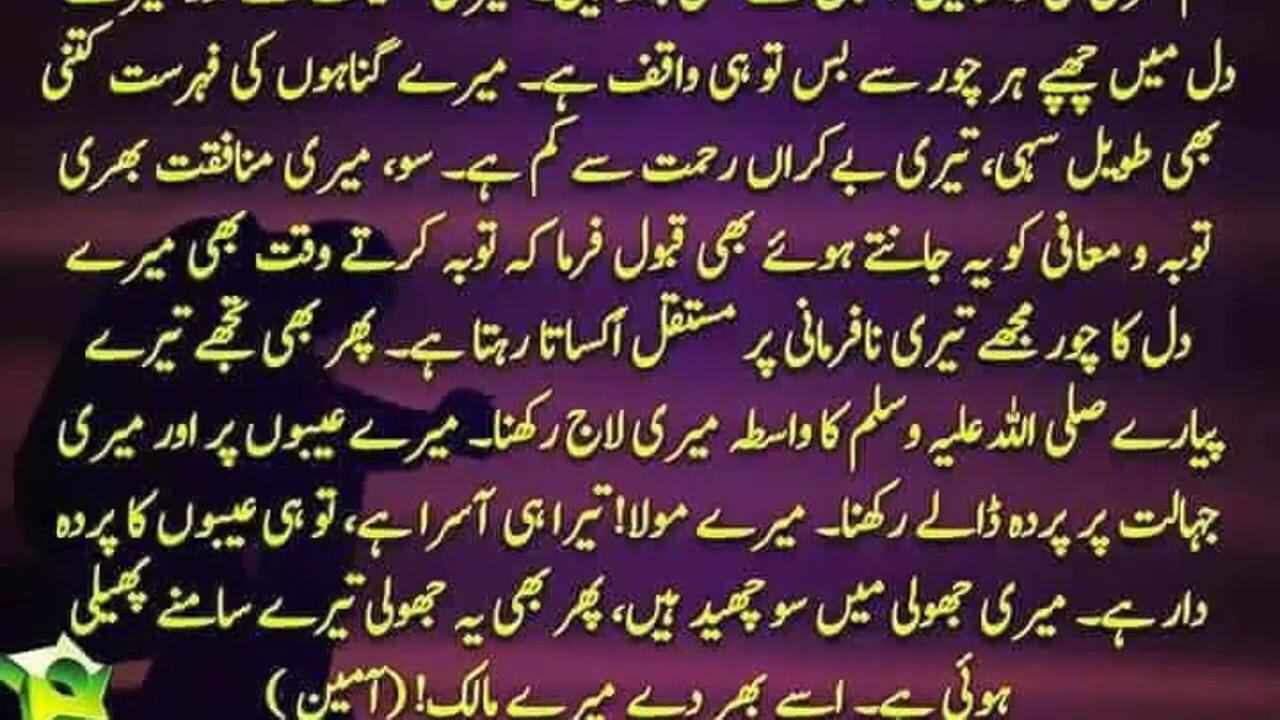 دل میں چھپے ہر چور سے بس تو ہی واقف ہے۔ میرے گناہوں کی فہرست کتنی
بھی طویل سہی، تیری بے کراں رحمت سے کم ہے۔ سو، میری منافقت بھری
توبہ و معافی کو یہ جانتے ہوئے بھی قبول فرما کہ توبہ کرتے وقت بھی میرے
دل کا چور مجھے تیری نافرمانی پر مستقل اُکساتا رہتا ہے۔ پھر بھی تجھے تیرے
پیارے صلی اللہ علیہ وسلم کا واسطہ میری لاج رکھنا۔ میرے عیبوں پر اور میری
جہالت پر پردہ ڈالے رکھنا۔ میرے مولا! تیرا ہی آسرا ہے، تو ہی عیبوں کا پردہ
دار ہے۔ میری جھولی میں سو چھید ہیں، پھر بھی یہ جھولی تیرے سامنے پھیلی
ہوئی ہے۔ اسے بھر دے میرے مالک! (آمین)